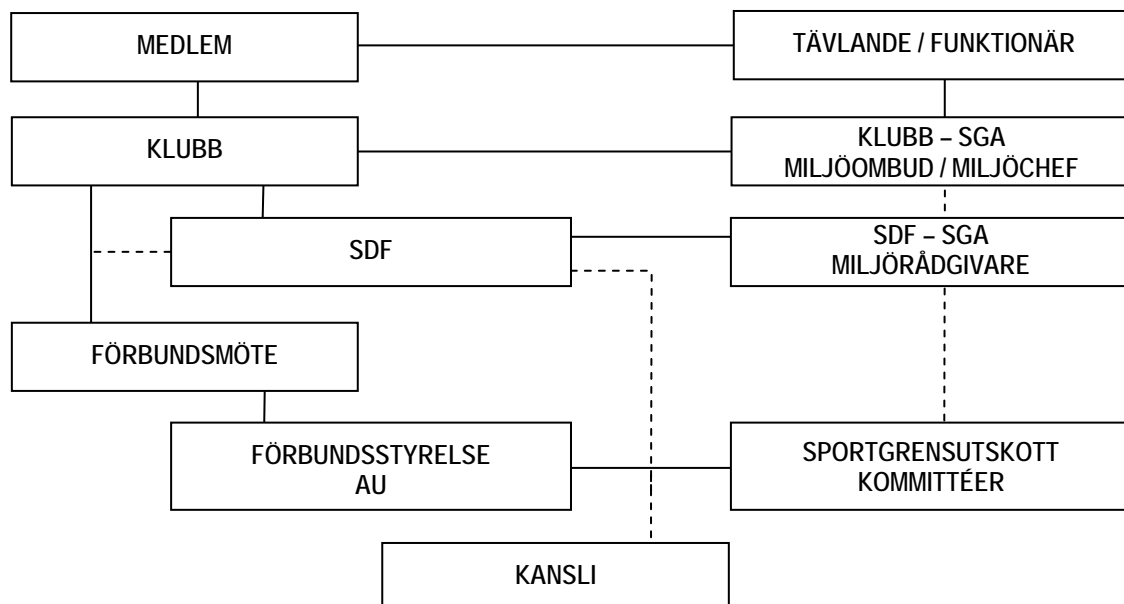 MEDLEM
TÄVLANDE / FUNKTIONÄR
KLUBB
KLUBB – SGA
MILJÖOMBUD / MILJÖCHEF
SDF
SDF – SGA
MILJÖRÅDGIVARE
FÖRBUNDSMÖTE
FÖRBUNDSSTYRELSE
AU
SPORTGRENSUTSKOTT
KOMMITTÉER
KANSLI